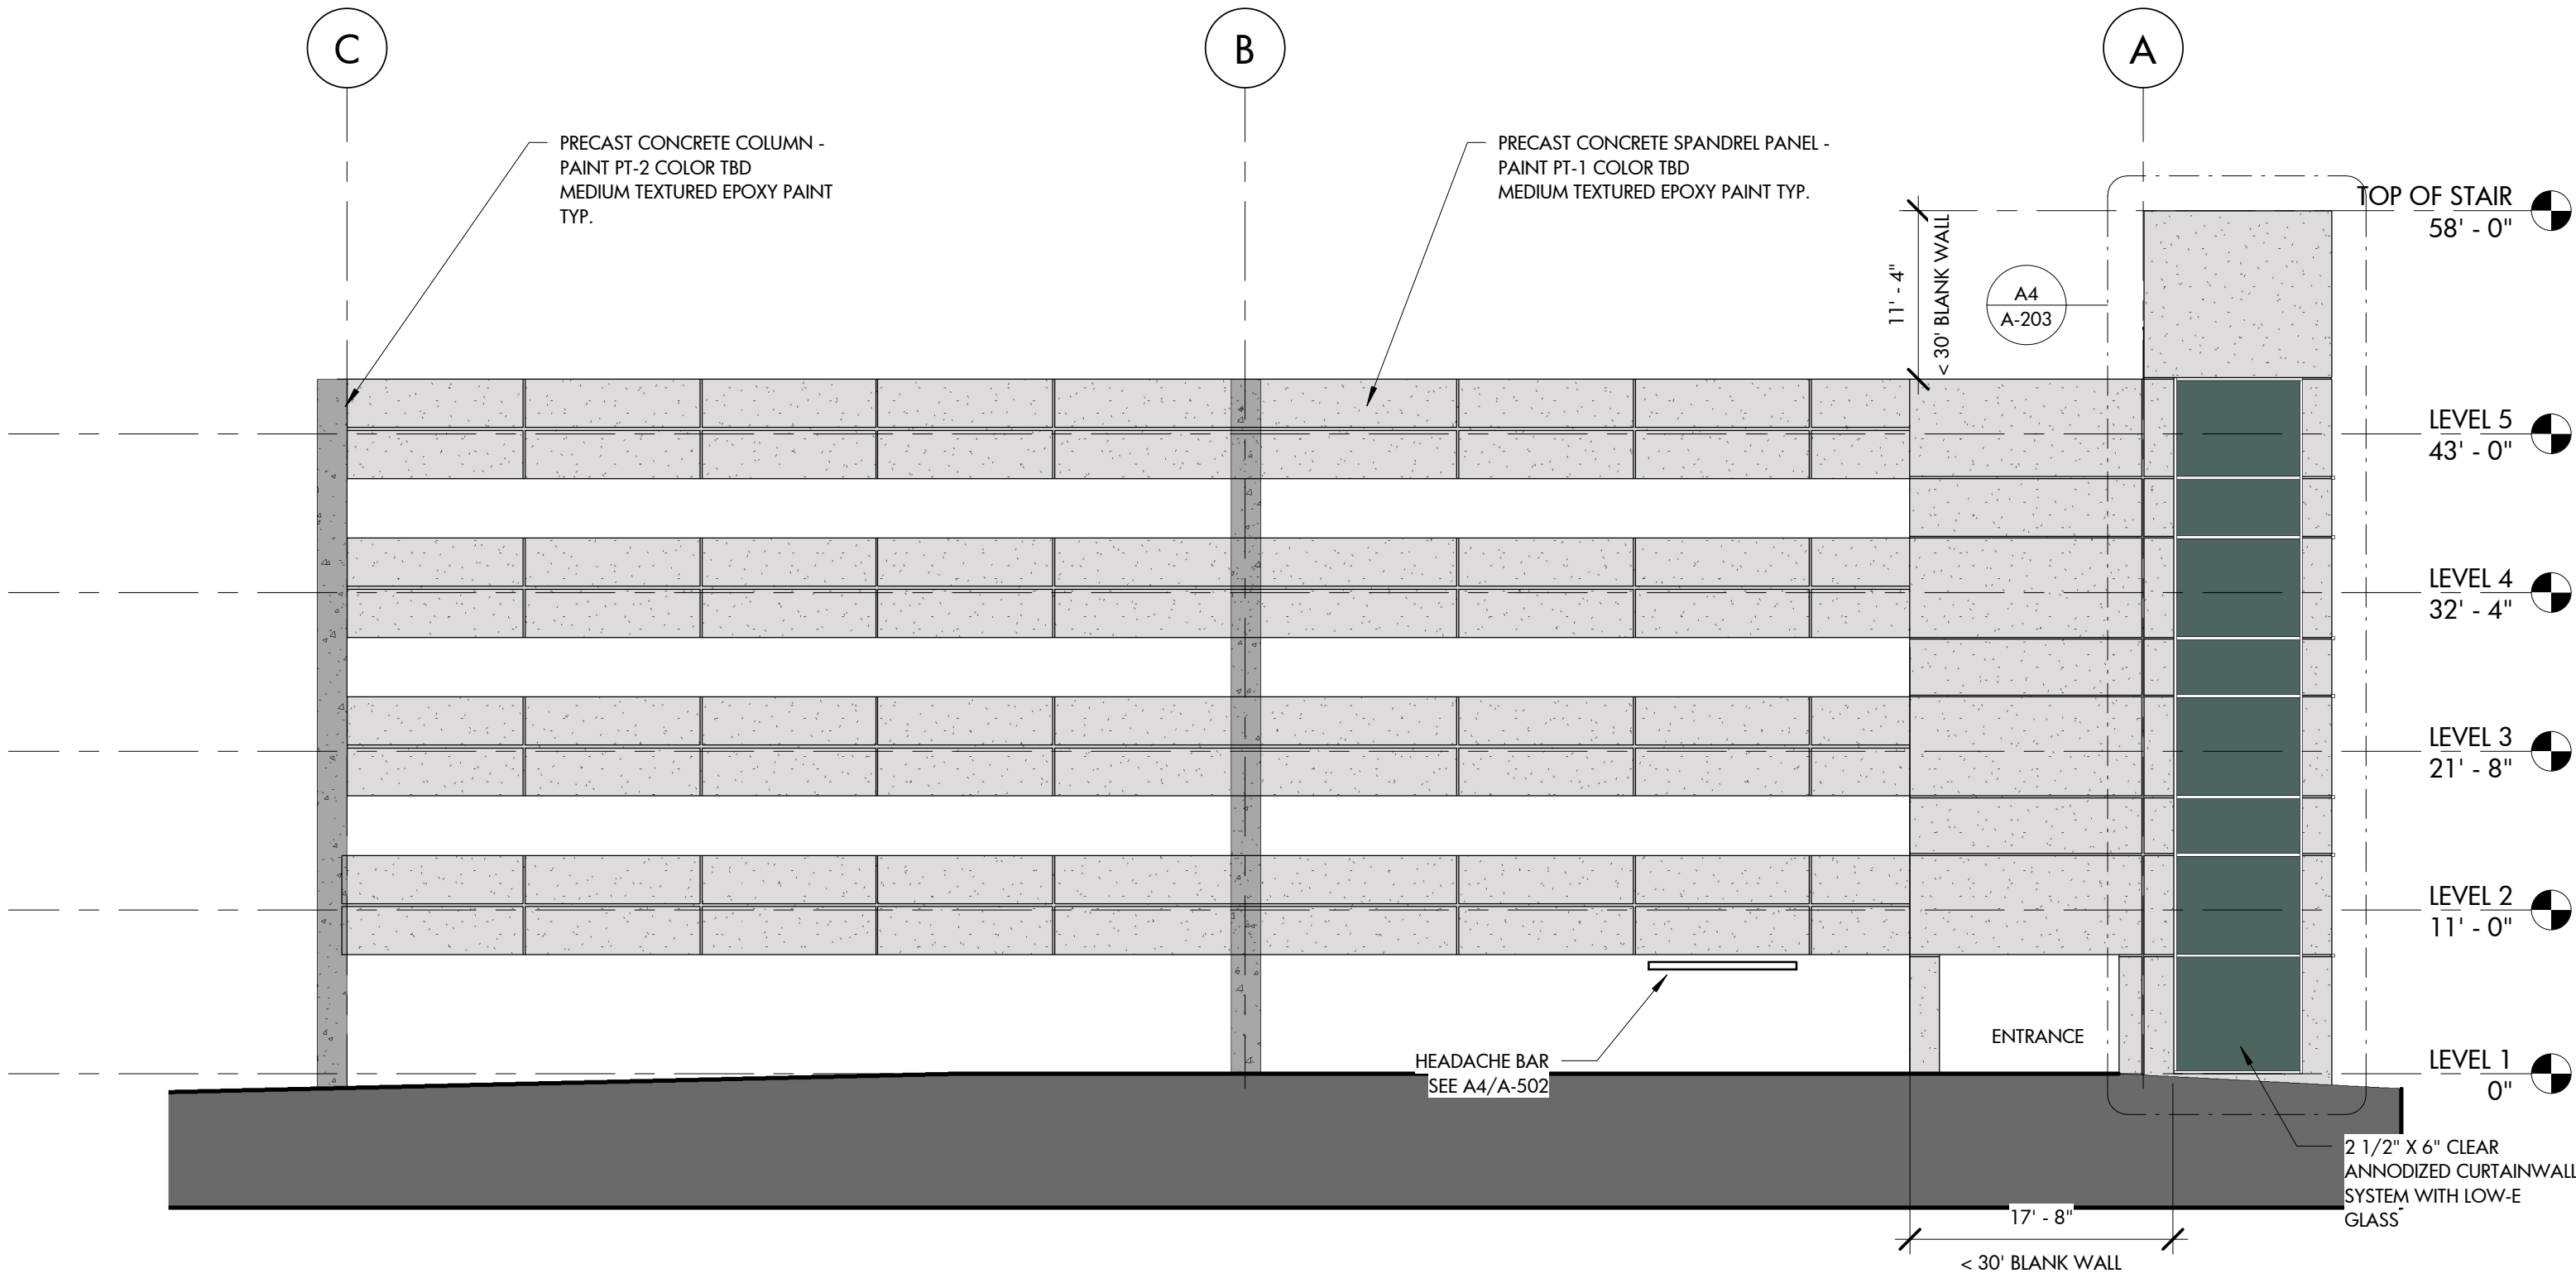 C
B
A
PRECAST CONCRETE COLUMN -
PAINT PT-2 COLOR TBD
MEDIUM TEXTURED EPOXY PAINT
TYP.
PRECAST CONCRETE SPANDREL PANEL -
PAINT PT-1 COLOR TBD
MEDIUM TEXTURED EPOXY PAINT TYP.
TOP OF STAIR
58' - 0"
11' - 4"
< 30' BLANK WALL
A4
A-203
LEVEL 5
43' - 0"
LEVEL 4
32' - 4"
LEVEL 3
21' - 8"
LEVEL 2
11' - 0"
ENTRANCE
HEADACHE BAR
SEE A4/A-502
LEVEL 1
0"
2 1/2" X 6" CLEAR
ANNODIZED CURTAINWALL
SYSTEM WITH LOW-E
GLASS
17' - 8"
< 30' BLANK WALL